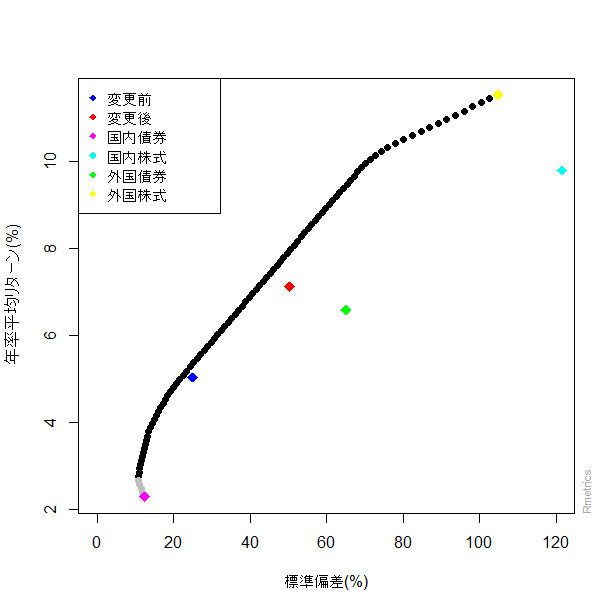 変更前
変更後
国内債券
国内株式
外国債券
外国株式
年率平均リターン(%)
10
8
6
4
2
0 20 40 60 80 100 120
標準偏差(%)
Rmetrics